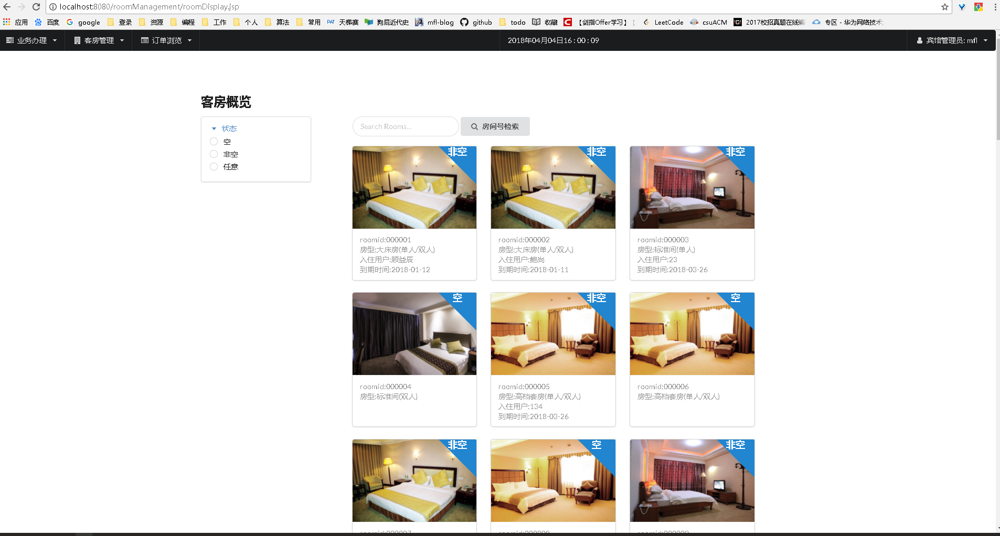 localhost:8080/roomManagement/roomDisplay.jsp
应用 百度 google 登录 资源 编程 工作 个人 算法 常用 PAT 天梯赛 狗屁近代史 mfl-blog github todo 收藏 【剑指Offer学习】 LeetCode csuACM 2017校招真题在线编 专区 - 华为网络技术
业务办理 客房管理 订单浏览 2018年04月04日16 : 00 : 09 宾馆管理员: mfl
客房概览
状态
空
非空
任意
Search Rooms... 房间号检索
非空 非空 非空
roomid:000001
房型:大床房(单人/双人)
入住用户:顾益辰
到期时间:2018-01-12
roomid:000002
房型:大床房(单人/双人)
入住用户:鲍尚
到期时间:2018-01-11
roomid:000003
房型:标准间(单人)
入住用户:23
到期时间:2018-03-26
空 非空 空
roomid:000004
房型:标准间(双人)
roomid:000005
房型:高档套房(单人/双人)
入住用户:134
到期时间:2018-03-26
roomid:000006
房型:高档套房(单人/双人)
非空 空 非空